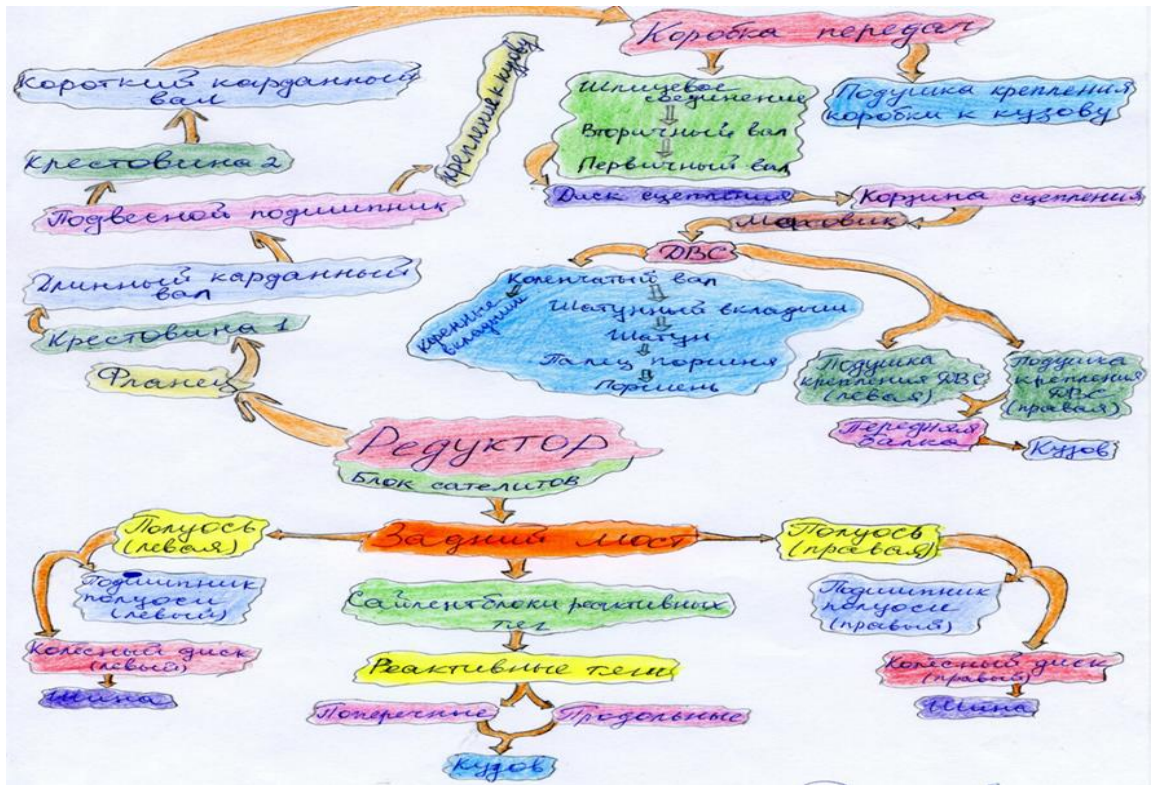 Коробка передач
Короткий карданный
вал
крепление к кузову
Шлицевое
соединение
Вторичный вал
Первичный вал
Подушка крепления
коробки к кузову
Крестовина 2
Диск сцепления
Корзина сцепления
Подвесной подшипник
Маховик
ДВС
Длинный карданный
вал
Коленчатый вал
Коренные
вкладыши
Шатунный вкладыш
Шатун
Палец поршня
Поршень
Крестовина 1
Фланец
Подушка
крепления ДВС
(левая)
Подушка
крепления
ДВС
(правая)
Передняя
балка
Кузов
Редуктор
Блок сателитов
Полуось
(левая)
Задний мост
Полуось
(правая)
Подшипник
полуоси
(левый)
Сайлентблоки реактивных
тяг
Подшипник
полуоси
(правый)
Колесный диск
(левый)
Реактивные тяги
Колесный диск
(правый)
Шина
Поперечные
Продольные
Шина
Кузов